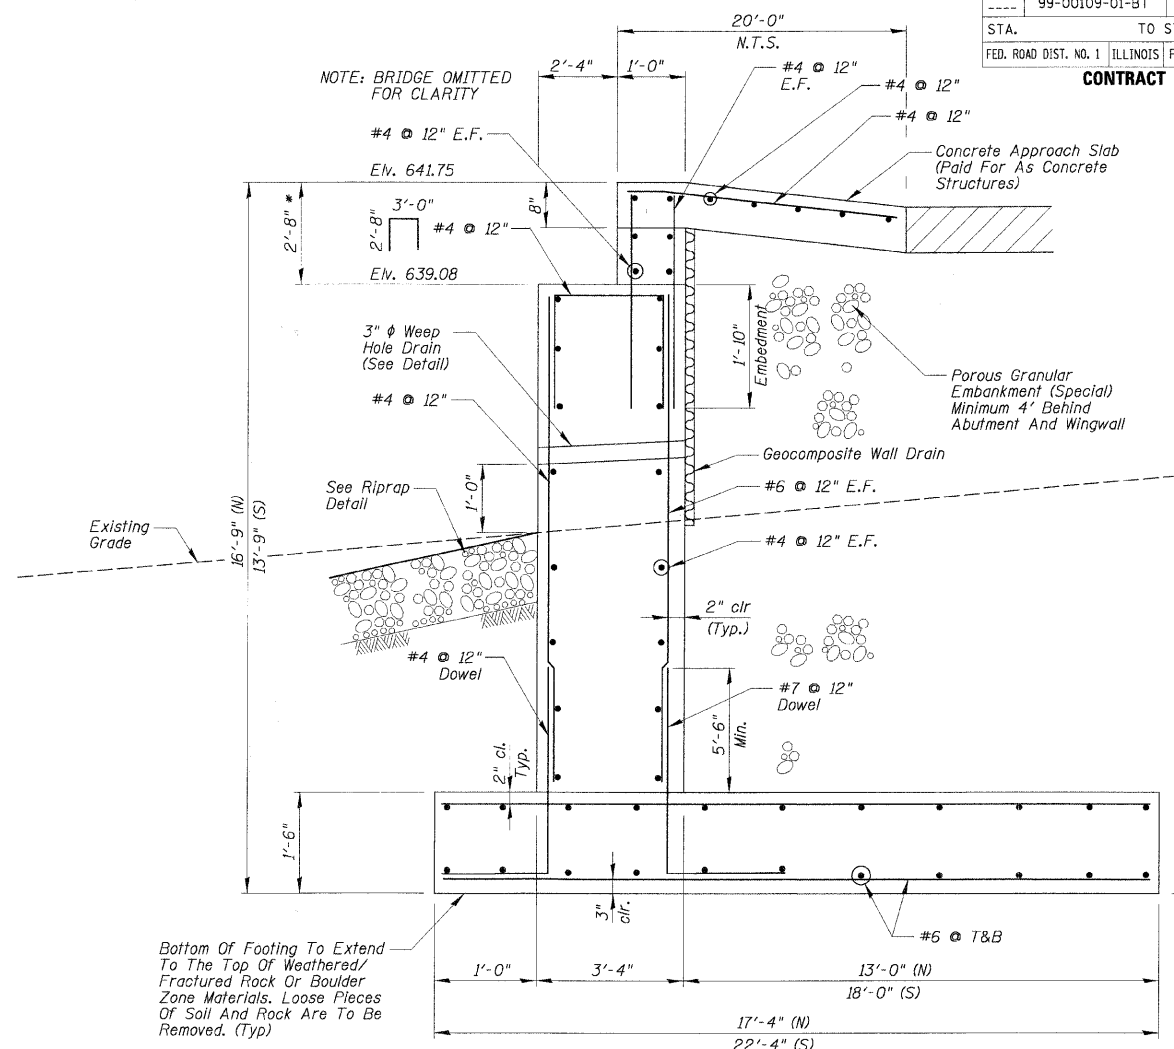 99-00109-01-BT
STA. TO
FED. ROAD DIST. NO. 1 ILLINOIS
CONTRACT
20'-0"
N.T.S.
2'-4" 1'-0"
NOTE: BRIDGE OMITTED
FOR CLARITY
#4 @ 12"
E.F.
#4 @ 12"
#4 @ 12"
#4 @ 12" E.F.
Concrete Approach Slab
(Paid For As Concrete
Structures)
Elv. 641.75
2'-8" *
8"
3'-0"
2'-8"
#4 @ 12"
Elv. 639.08
3" ϕ Weep
Hole Drain
(See Detail)
1'-10"
Embedment
#4 @ 12"
Porous Granular
Embankment (Special)
Minimum 4' Behind
Abutment And Wingwall
Geocomposite Wall Drain
See Riprap
Detail
1'-0"
#6 @ 12" E.F.
Existing
Grade
16'-9" (N)
13'-9" (S)
#4 @ 12" E.F.
2" clr
(Typ.)
#4 @ 12"
Dowel
#7 @ 12"
Dowel
5'-6"
Min.
2" cl.
Typ.
1'-6"
3"
clr.
#6 @ T&B
Bottom Of Footing To Extend
To The Top Of Weathered/
Fractured Rock Or Boulder
Zone Materials. Loose Pieces
Of Soil And Rock Are To Be
Removed. (Typ)
1'-0" 3'-4" 13'-0" (N)
18'-0" (S)
17'-4" (N)
22'-4" (S)